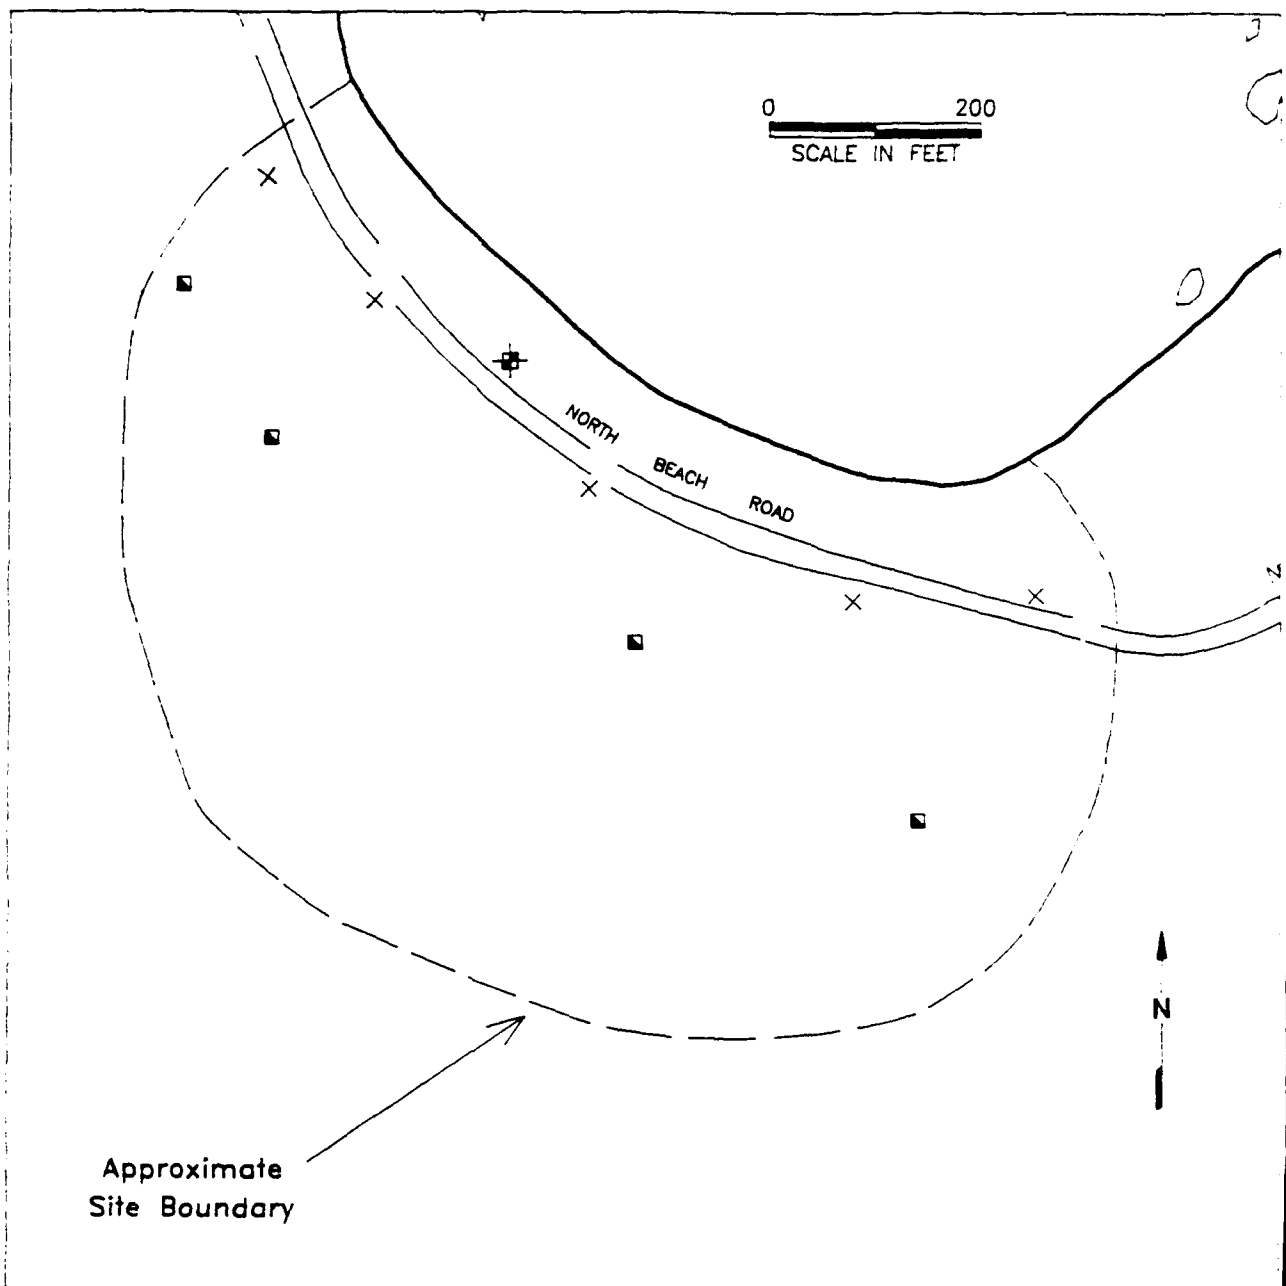 0 200
SCALE IN FEET
NORTH BEACH ROAD
N
Approximate
Site Boundary